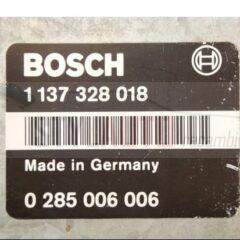 BOSCH
1 137 328 018
Made in Germany
0 285 006 006